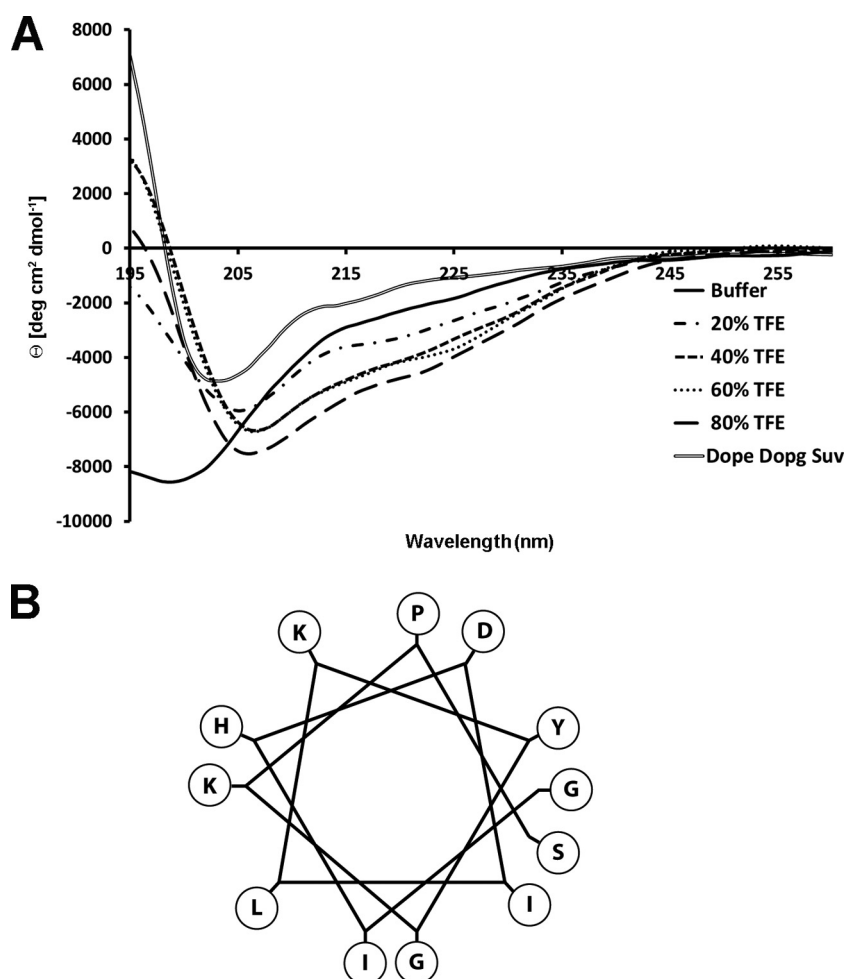 A
8000
6000
4000
2000
0
-2000
-4000
-6000
-8000
-10000
195 205 215 225 235 245 255
Θ [deg cm² dmol⁻¹]
Wavelength (nm)
Buffer
20% TFE
40% TFE
60% TFE
80% TFE
Dope Dopg Suv
B
P
K D
H Y
K G
S
L I
I G